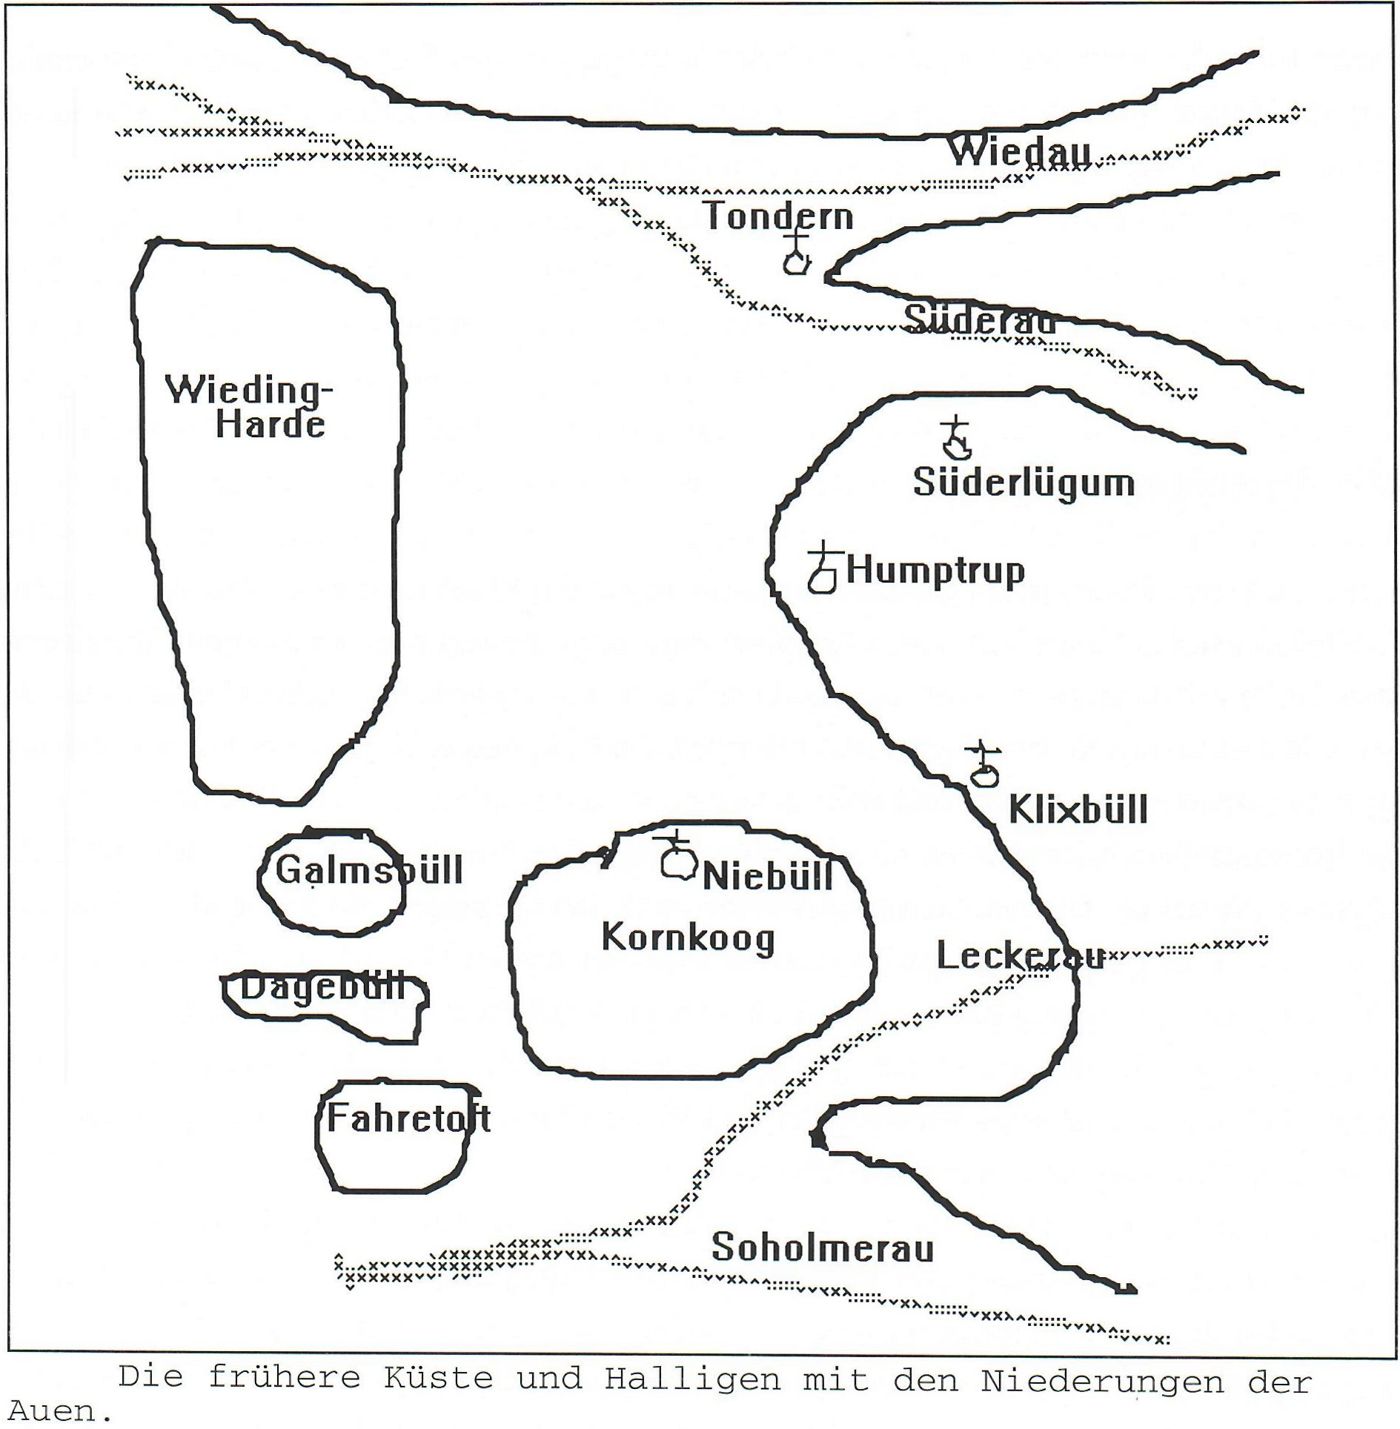 Wiedau
Tondern
Süderau
Wieding-
Harde
Süderlügum
Humptrup
Klixbüll
Galmsbüll
Niebüll
Kornkoog
Leckerau
Dagebüll
Fahretoft
Soholmerau
Die frühere Küste und Halligen mit den Niederungen der
Auen.